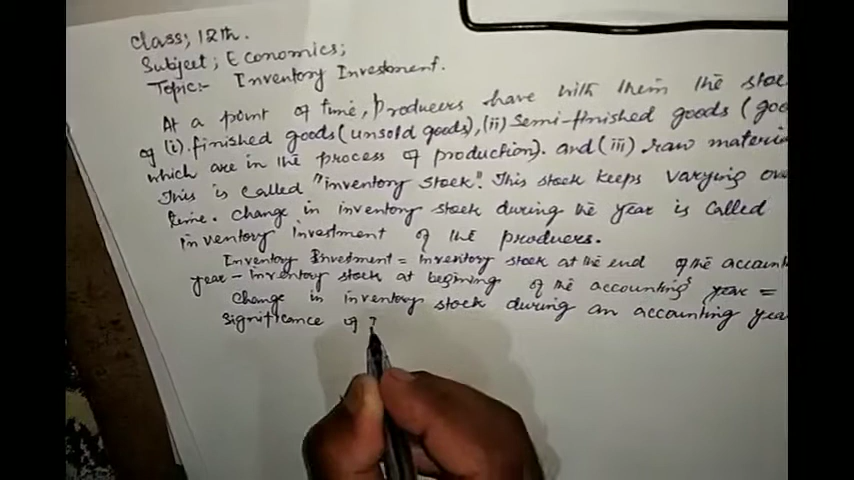 Class; 12th.
Subject; Economics;
Topic:- Inventory Investment.
At a point of time, producers have with them the stoc
of (i). finished goods (unsold goods), (ii) Semi-finished goods (goo
which are in the process of production). and (iii) raw materia
This is called "inventory stock". This stock keeps varying ove
time. Change in inventory stock during the year is called
inventory investment of the producers.
Inventory Investment = inventory stock at the end of the accoun
year - inventory stock at begining of the accounting year =
Change in inventory stock during an accounting yea
Significance of